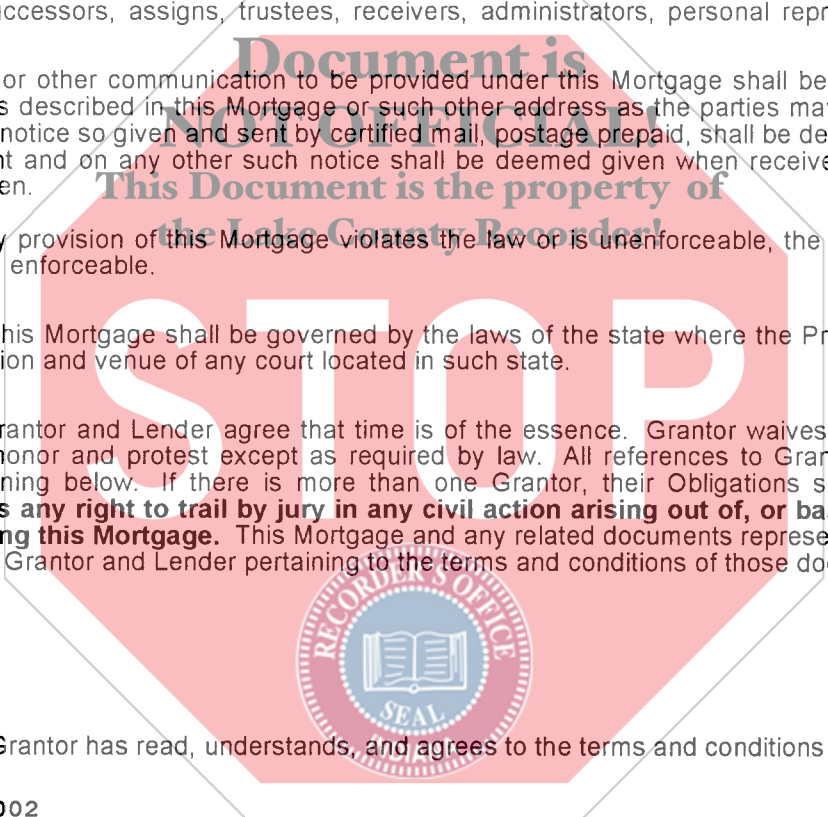 ccessors, assigns, trustees, receivers, administrators, personal repr
Document is
or other communication to be provided under this Mortgage shall be
s described in this Mortgage or such other address as the parties may
NOT OFFICIAL!
notice so given and sent by certified mail, postage prepaid, shall be de
nt and on any other such notice shall be deemed given when receive
en.
This Document is the property of
the Lake County Recorder!
y provision of this Mortgage violates the law or is unenforceable, the
enforceable.
STOP
his Mortgage shall be governed by the laws of the state where the Pr
ion and venue of any court located in such state.
rantor and Lender agree that time is of the essence. Grantor waives
onor and protest except as required by law. All references to Gran
ning below. If there is more than one Grantor, their Obligations s
s any right to trail by jury in any civil action arising out of, or ba
ng this Mortgage. This Mortgage and any related documents represe
Grantor and Lender pertaining to the terms and conditions of those do
RECORDER'S OFFICE
SEAL
INDIANA
Grantor has read, understands, and agrees to the terms and conditions
002